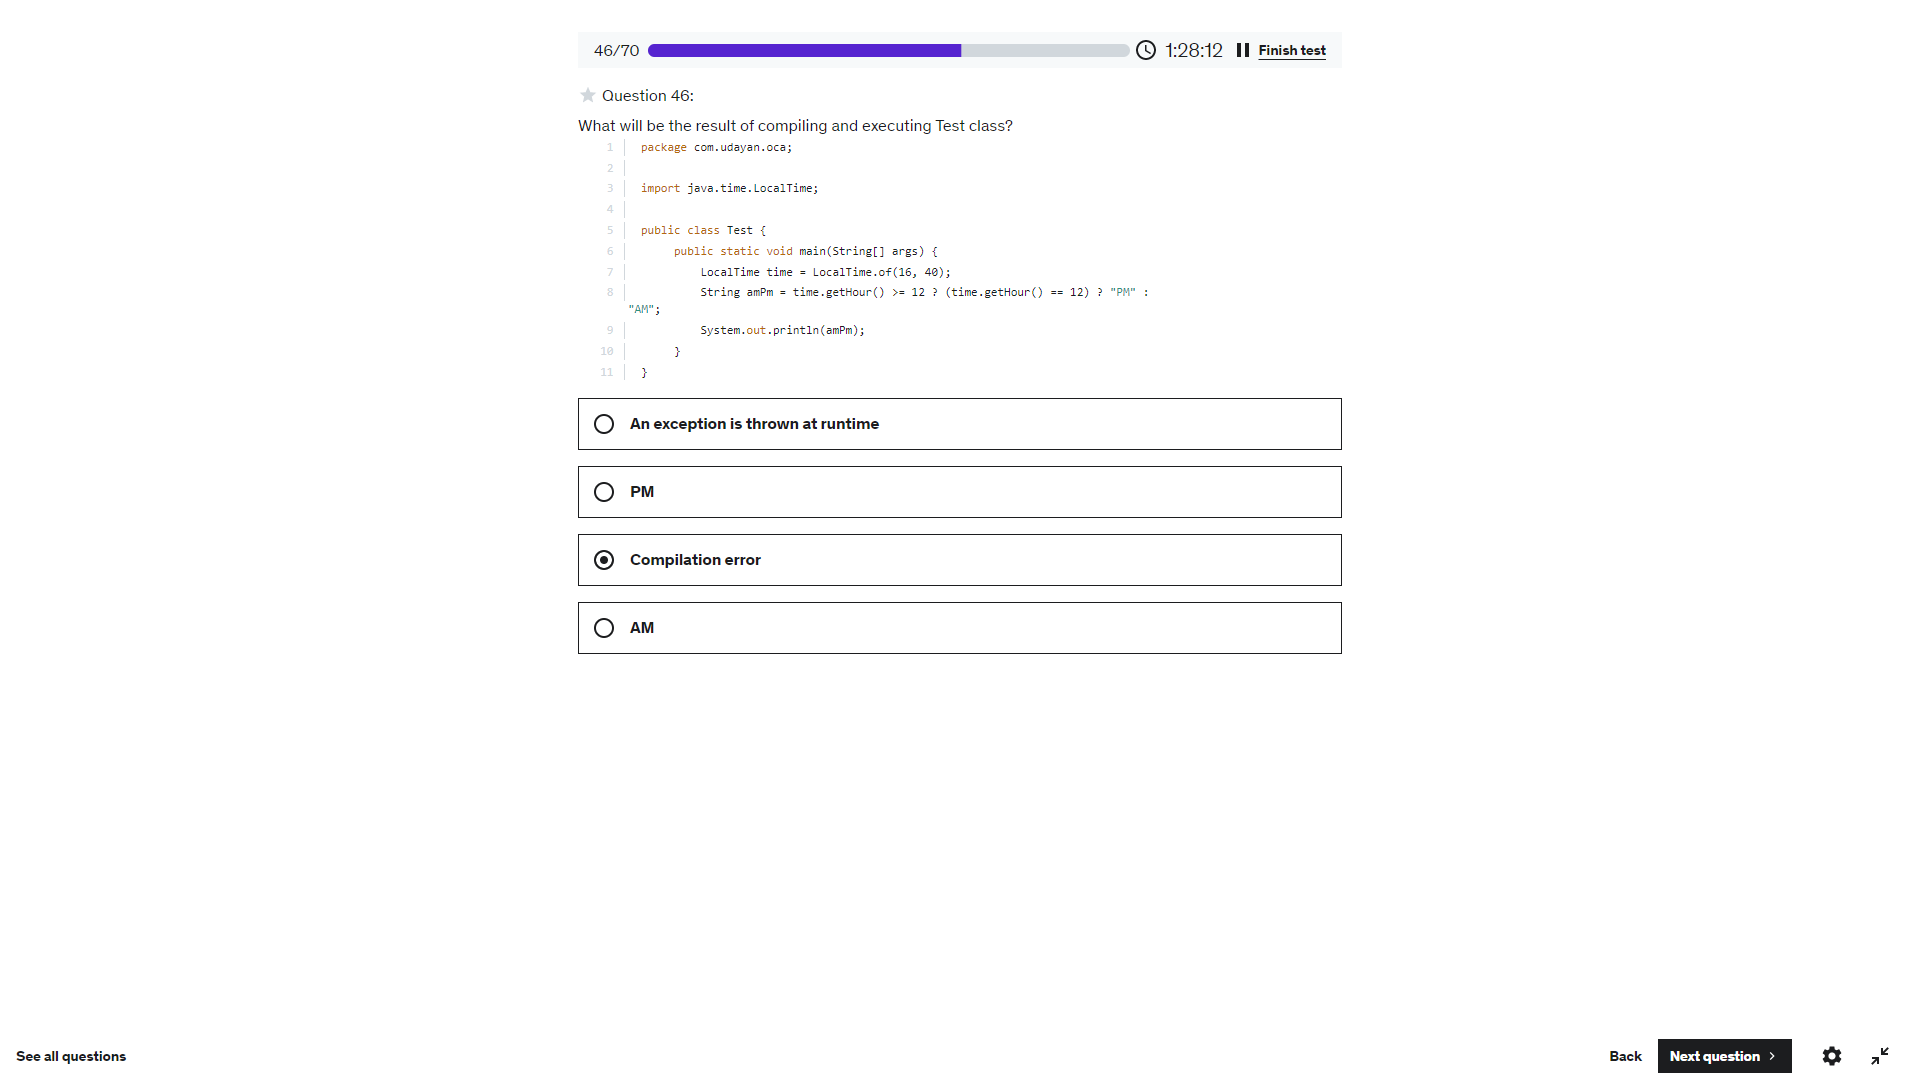 46/70 1:28:12 Finish test
Question 46:
What will be the result of compiling and executing Test class?
1 package com.udayan.oca;
2
3 import java.time.LocalTime;
4
5 public class Test {
6 public static void main(String[] args) {
7 LocalTime time = LocalTime.of(16, 40);
8 String amPm = time.getHour() >= 12 ? (time.getHour() == 12) ? "PM" :
"AM";
9 System.out.println(amPm);
10 }
11 }
An exception is thrown at runtime
PM
Compilation error
AM
See all questions Back Next question